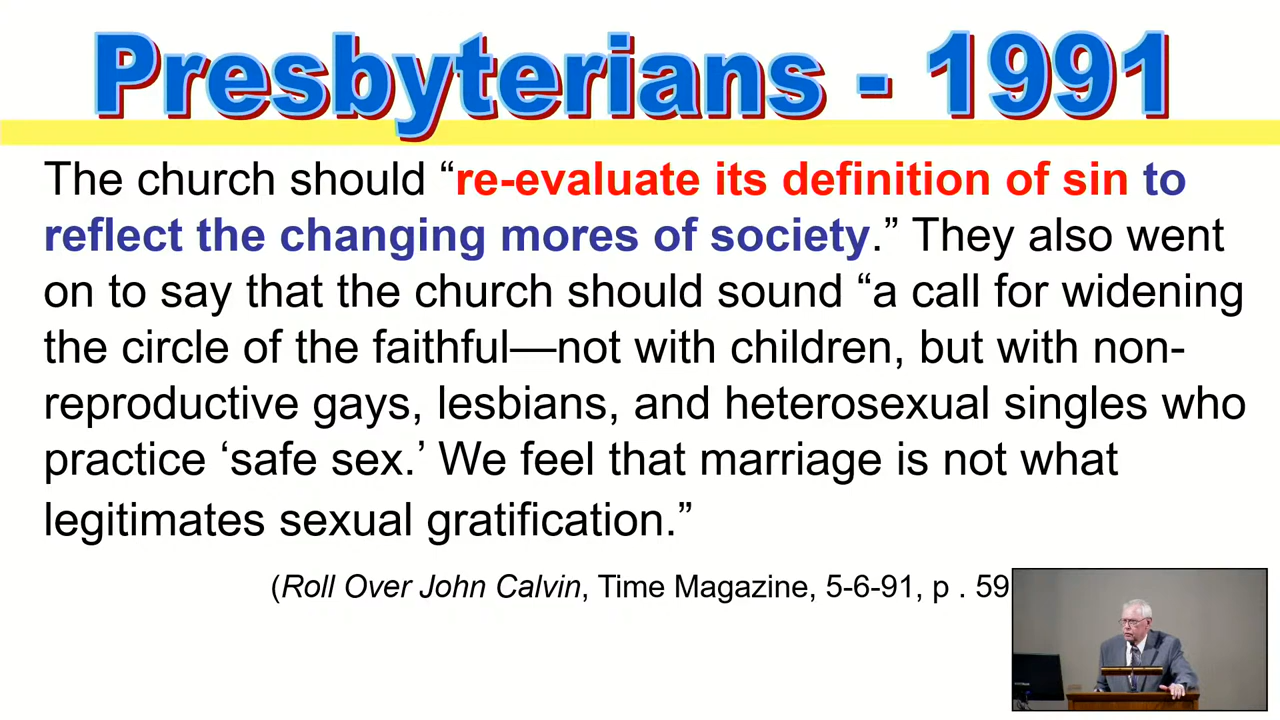 Presbyterians - 1991
The church should “re-evaluate its definition of sin to
reflect the changing mores of society.” They also went
on to say that the church should sound “a call for widening
the circle of the faithful—not with children, but with non-
reproductive gays, lesbians, and heterosexual singles who
practice ‘safe sex.’ We feel that marriage is not what
legitimates sexual gratification.”
(Roll Over John Calvin, Time Magazine, 5-6-91, p . 59